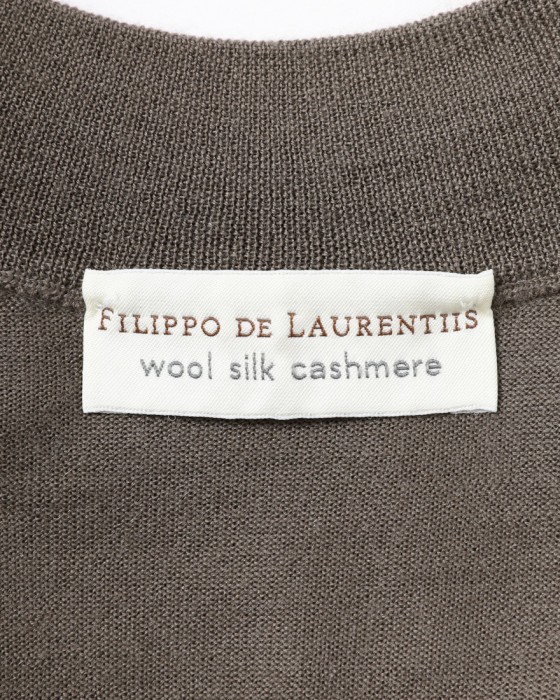 FILIPPO DE LAURENTIIS
wool silk cashmere